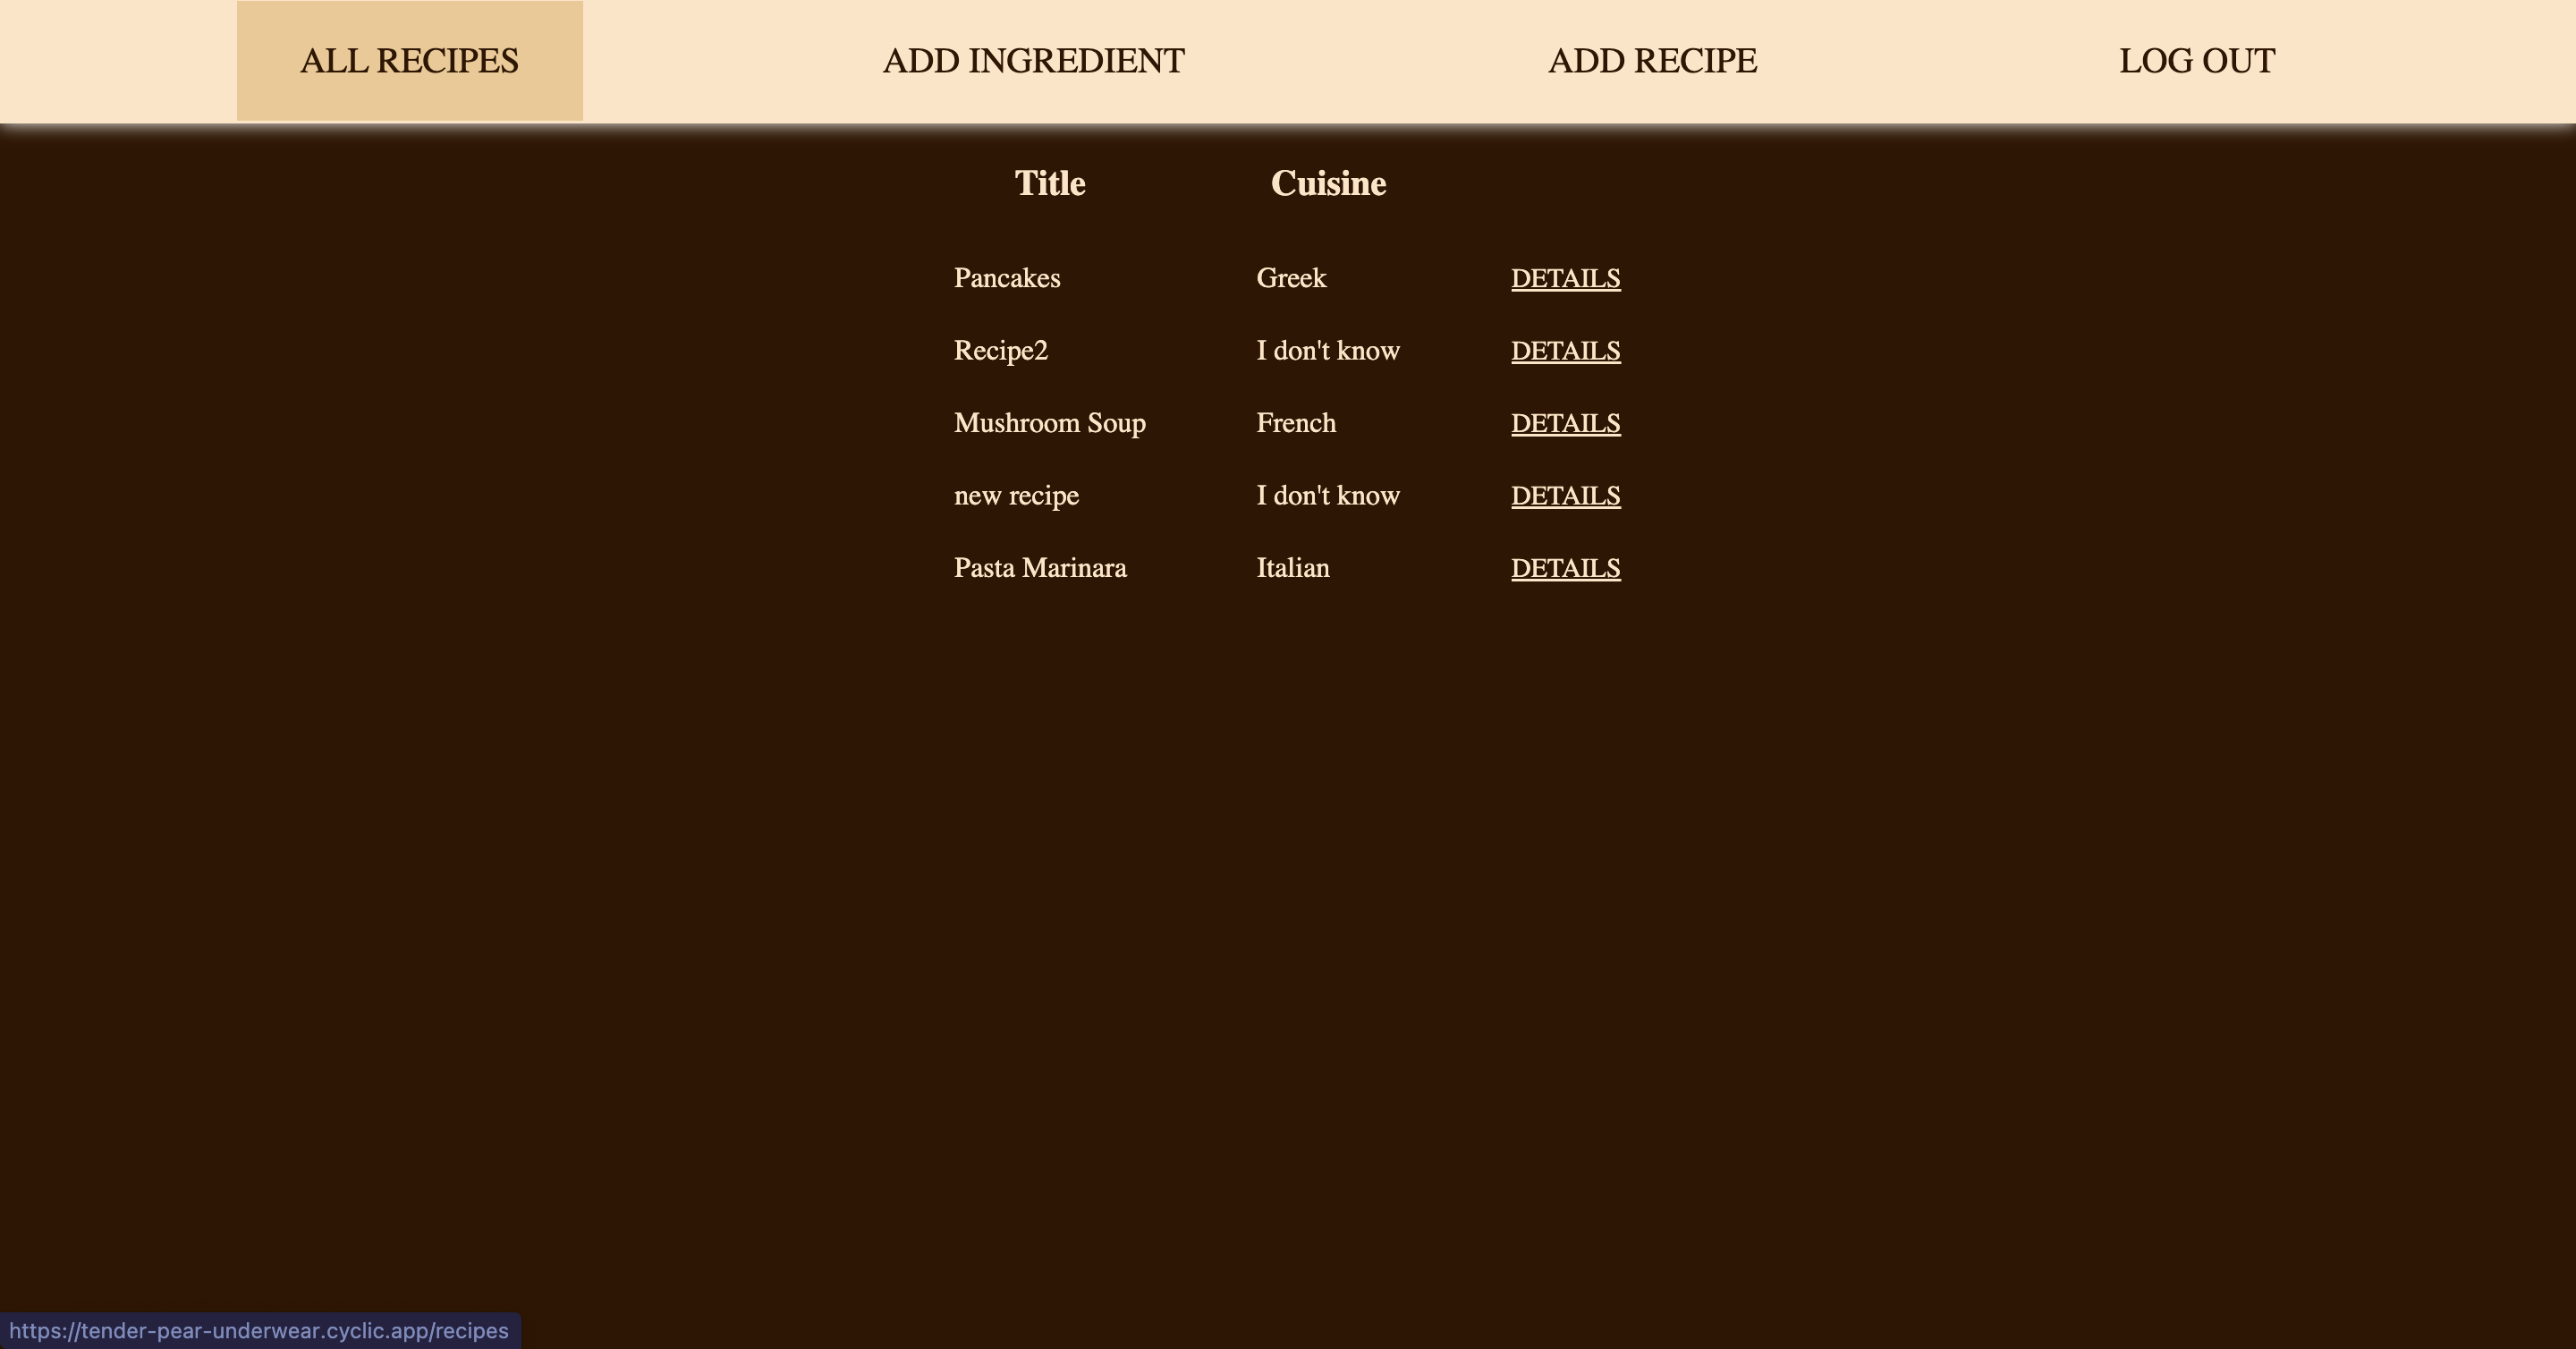 ALL RECIPES ADD INGREDIENT ADD RECIPE LOG OUT
Title Cuisine
Pancakes Greek DETAILS
Recipe2 I don't know DETAILS
Mushroom Soup French DETAILS
new recipe I don't know DETAILS
Pasta Marinara Italian DETAILS
https://tender-pear-underwear.cyclic.app/recipes